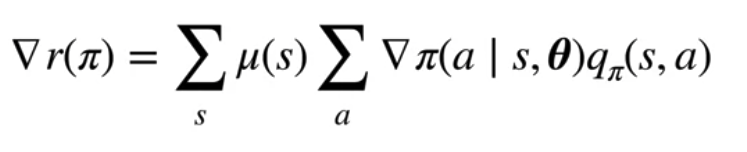 ∇r(π) = ∑ₛ μ(s) ∑ₐ ∇π(a | s, θ)q_π(s, a)